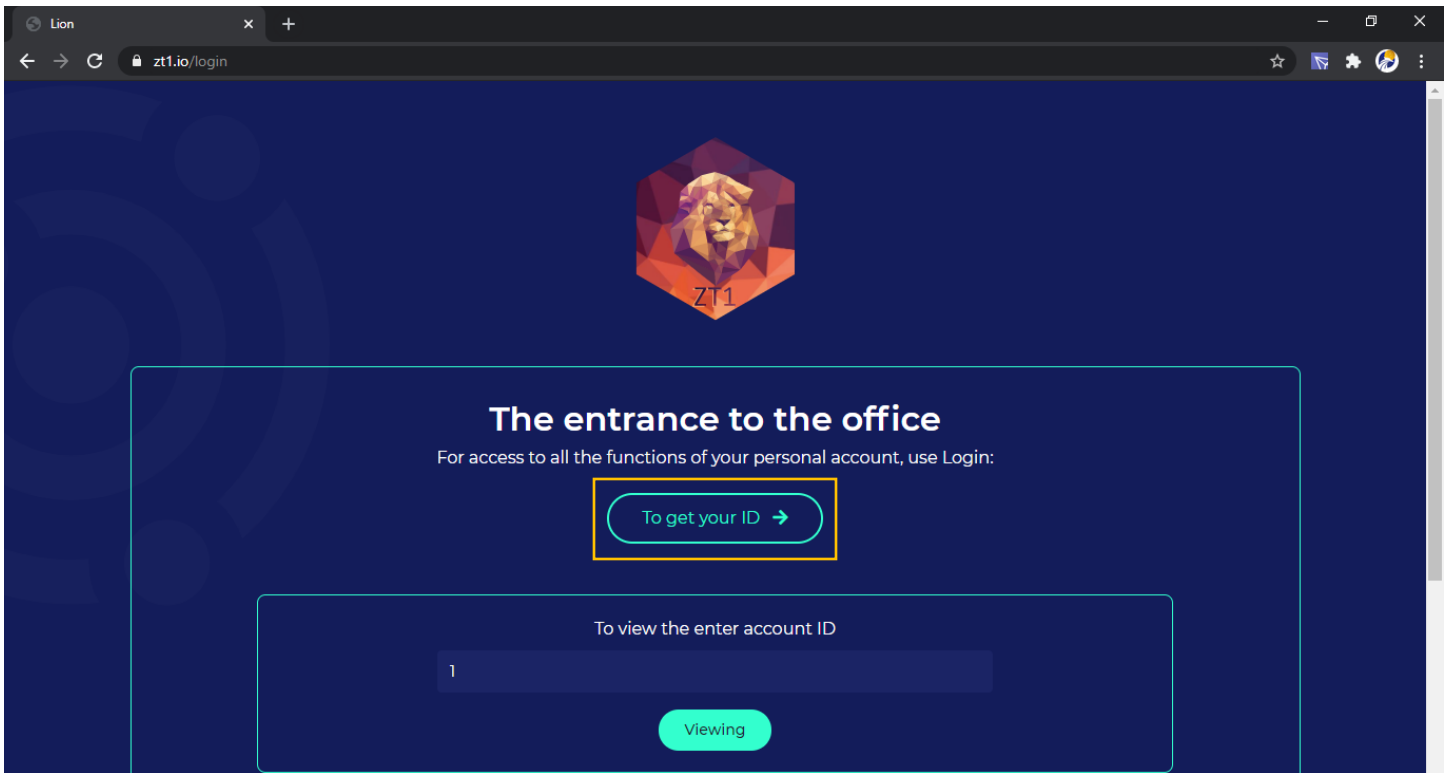 Lion
zt1.io/login
ZT1
The entrance to the office
For access to all the functions of your personal account, use Login:
To get your ID
To view the enter account ID
1
Viewing